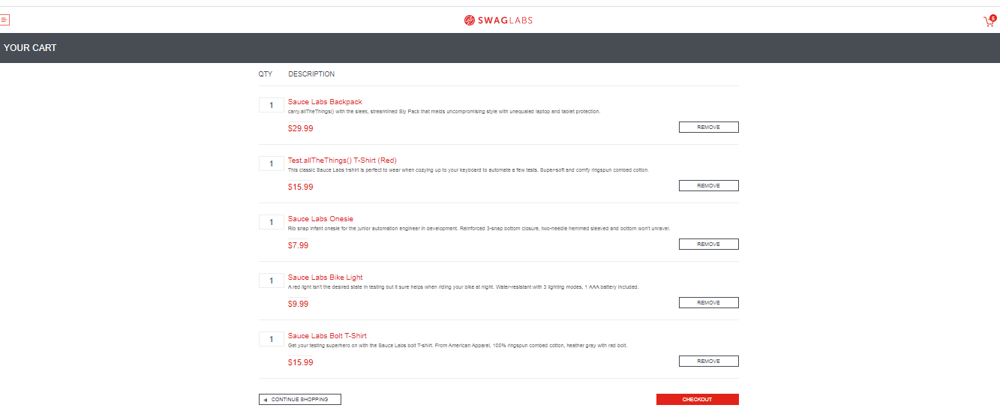 SWAGLABS
5
YOUR CART
QTY DESCRIPTION
1 Sauce Labs Backpack
carry.allTheThings() with the sleek, streamlined Sly Pack that melds uncompromising style with unequaled laptop and tablet protection.
$29.99 REMOVE
1 Test.allTheThings() T-Shirt (Red)
This classic Sauce Labs t-shirt is perfect to wear when cozying up to your keyboard to automate a few tests. Super-soft and comfy ringspun combed cotton.
$15.99 REMOVE
1 Sauce Labs Onesie
Rib snap infant onesie for the junior automation engineer in development. Reinforced 3-snap bottom closure, two-needle hemmed sleeved and bottom won't unravel.
$7.99 REMOVE
1 Sauce Labs Bike Light
A red light isn't the desired state in testing but it sure helps when riding your bike at night. Water-resistant with 3 lighting modes, 1 AAA battery included.
$9.99 REMOVE
1 Sauce Labs Bolt T-Shirt
Get your testing superhero on with the Sauce Labs bolt T-shirt. From American Apparel, 100% ringspun combed cotton, heather gray with red bolt.
$15.99 REMOVE
CONTINUE SHOPPING CHECKOUT